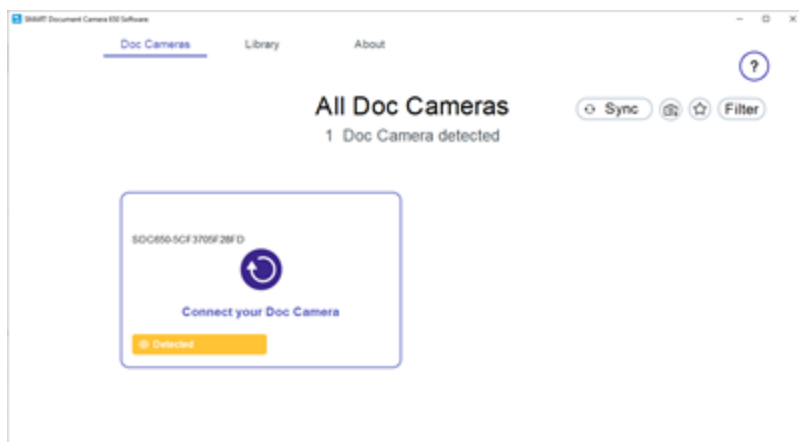 SMART Document Camera 650 Software
Doc Cameras Library About
?
All Doc Cameras
Sync Filter
1 Doc Camera detected
SDC650-5CF3705F28FD
Connect your Doc Camera
Detected